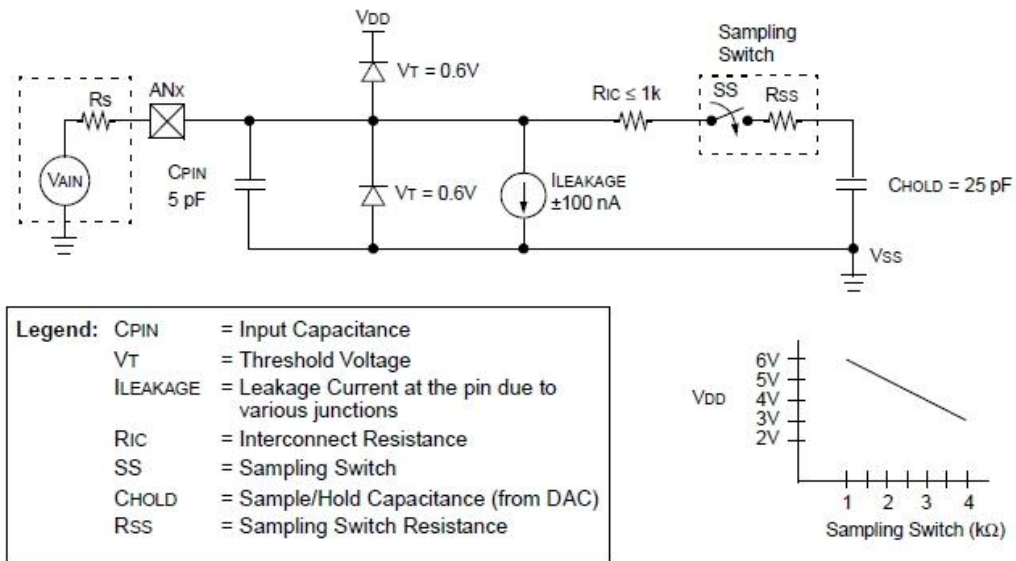 VDD
Sampling
Switch
VT = 0.6V
RS
ANx
RIC ≤ 1k
SS
RSS
VAIN
CPIN
5 pF
VT = 0.6V
ILEAKAGE
±100 nA
CHOLD = 25 pF
VSS
Legend: CPIN = Input Capacitance
VT = Threshold Voltage
ILEAKAGE = Leakage Current at the pin due to
various junctions
RIC = Interconnect Resistance
SS = Sampling Switch
CHOLD = Sample/Hold Capacitance (from DAC)
RSS = Sampling Switch Resistance
VDD
6V
5V
4V
3V
2V
1 2 3 4
Sampling Switch (kΩ)